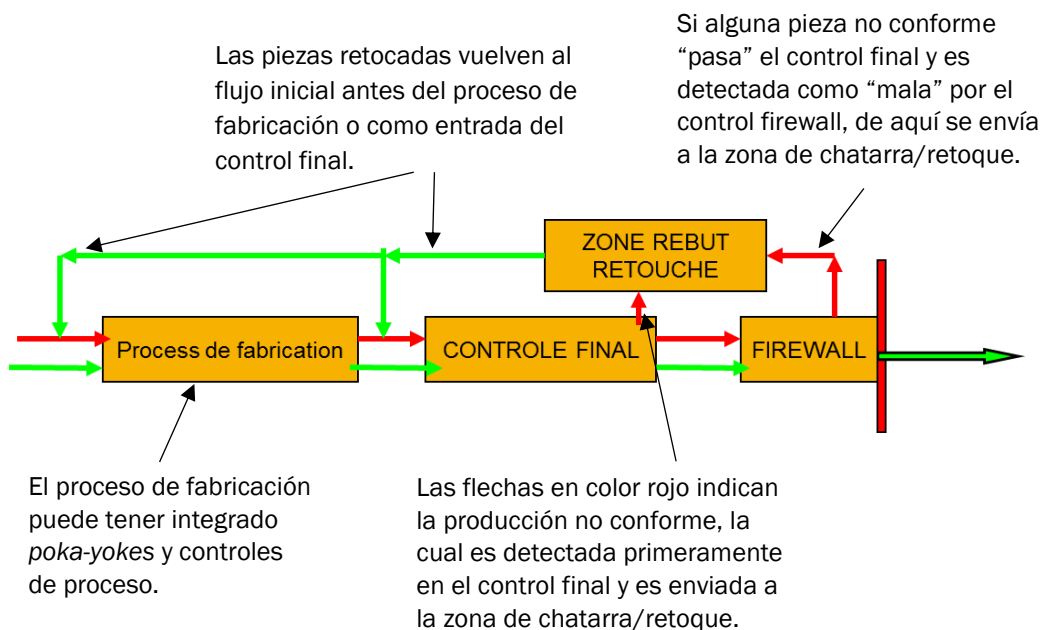 Las piezas retocadas vuelven al
flujo inicial antes del proceso de
fabricación o como entrada del
control final.
Si alguna pieza no conforme
“pasa” el control final y es
detectada como “mala” por el
control firewall, de aquí se envía
a la zona de chatarra/retoque.
ZONE REBUT
RETOUCHE
Process de fabrication
CONTROLE FINAL
FIREWALL
El proceso de fabricación
puede tener integrado
poka-yokes y controles
de proceso.
Las flechas en color rojo indican
la producción no conforme, la
cual es detectada primeramente
en el control final y es enviada a
la zona de chatarra/retoque.